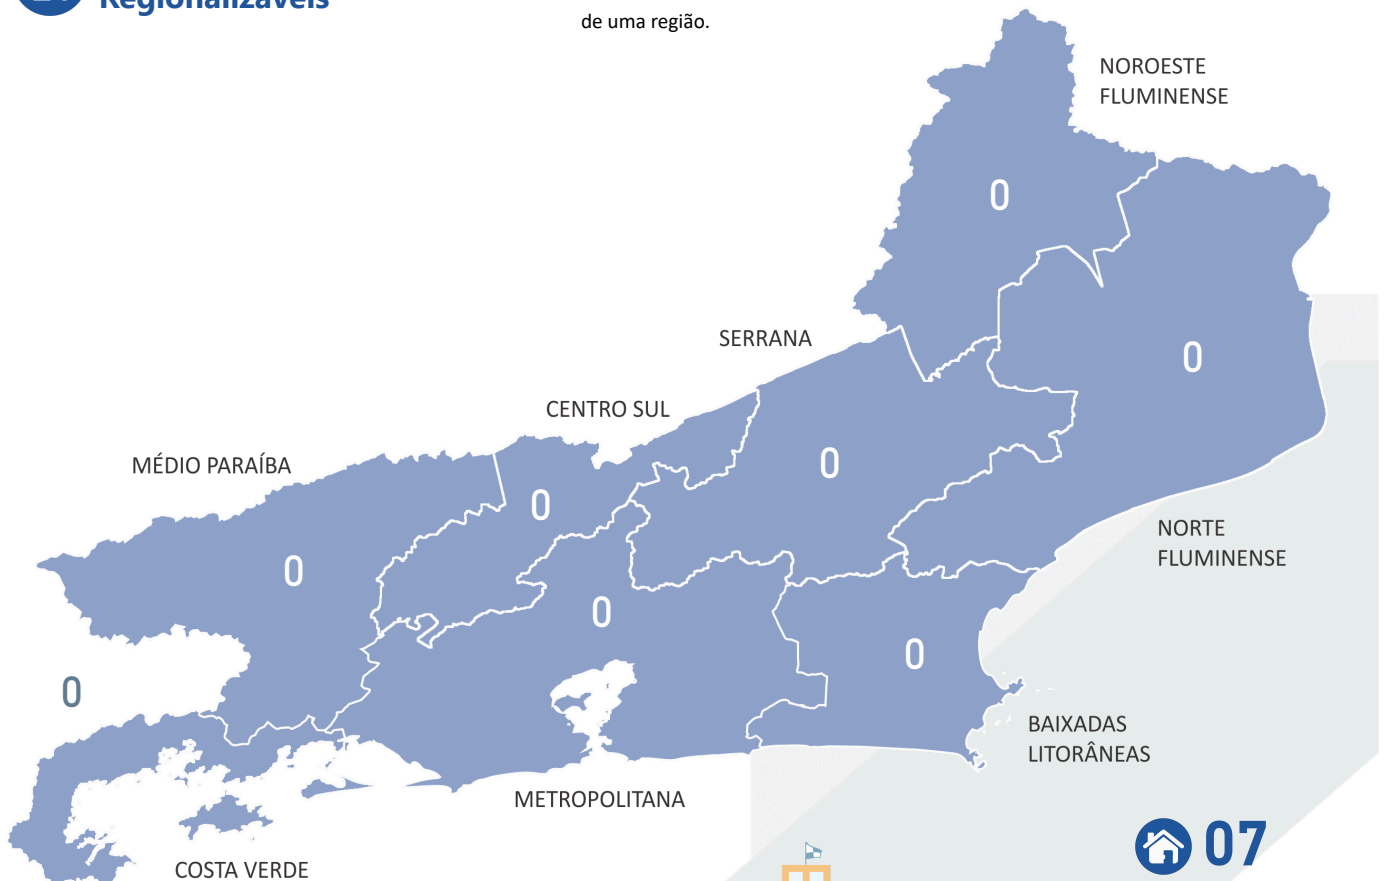 Regionalizáveis
de uma região.
NOROESTE
FLUMINENSE
0
0
SERRANA
CENTRO SUL
0
MÉDIO PARAÍBA
0
NORTE
FLUMINENSE
0
0
0
0
BAIXADAS
LITORÂNEAS
METROPOLITANA
07
COSTA VERDE